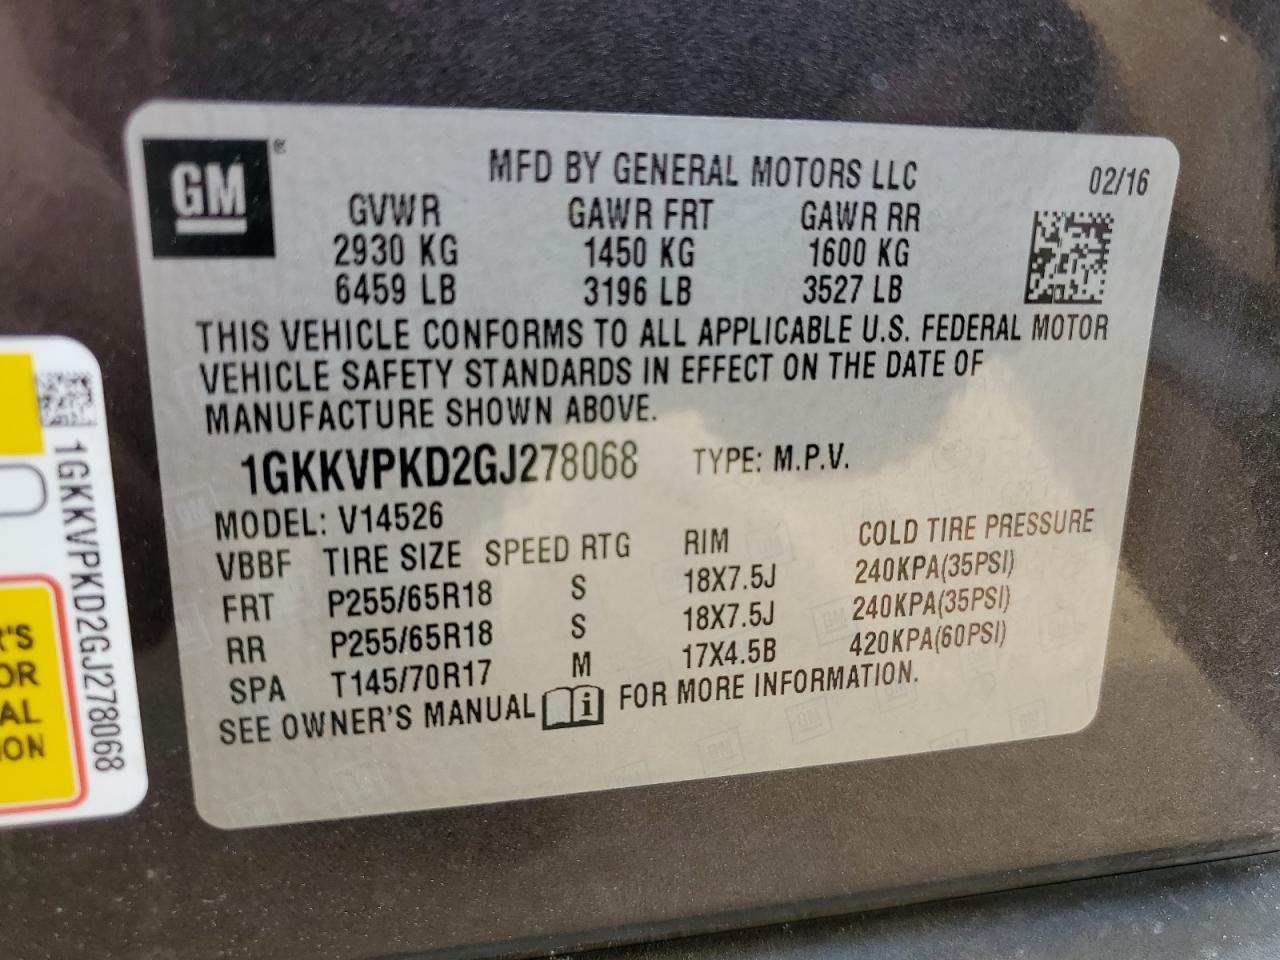 GM®
MFD BY GENERAL MOTORS LLC
02/16
GVWR GAWR FRT GAWR RR
2930 KG 1450 KG 1600 KG
6459 LB 3196 LB 3527 LB
THIS VEHICLE CONFORMS TO ALL APPLICABLE U.S. FEDERAL MOTOR
VEHICLE SAFETY STANDARDS IN EFFECT ON THE DATE OF
MANUFACTURE SHOWN ABOVE.
1GKKVPKD2GJ278068 TYPE: M.P.V.
MODEL: V14526
VBBF TIRE SIZE SPEED RTG RIM COLD TIRE PRESSURE
FRT P255/65R18 S 18X7.5J 240KPA(35PSI)
RR P255/65R18 S 18X7.5J 240KPA(35PSI)
SPA T145/70R17 M 17X4.5B 420KPA(60PSI)
SEE OWNER'S MANUAL i FOR MORE INFORMATION.
1GKKVPKD2GJ278068
R'S
OR
AL
ION